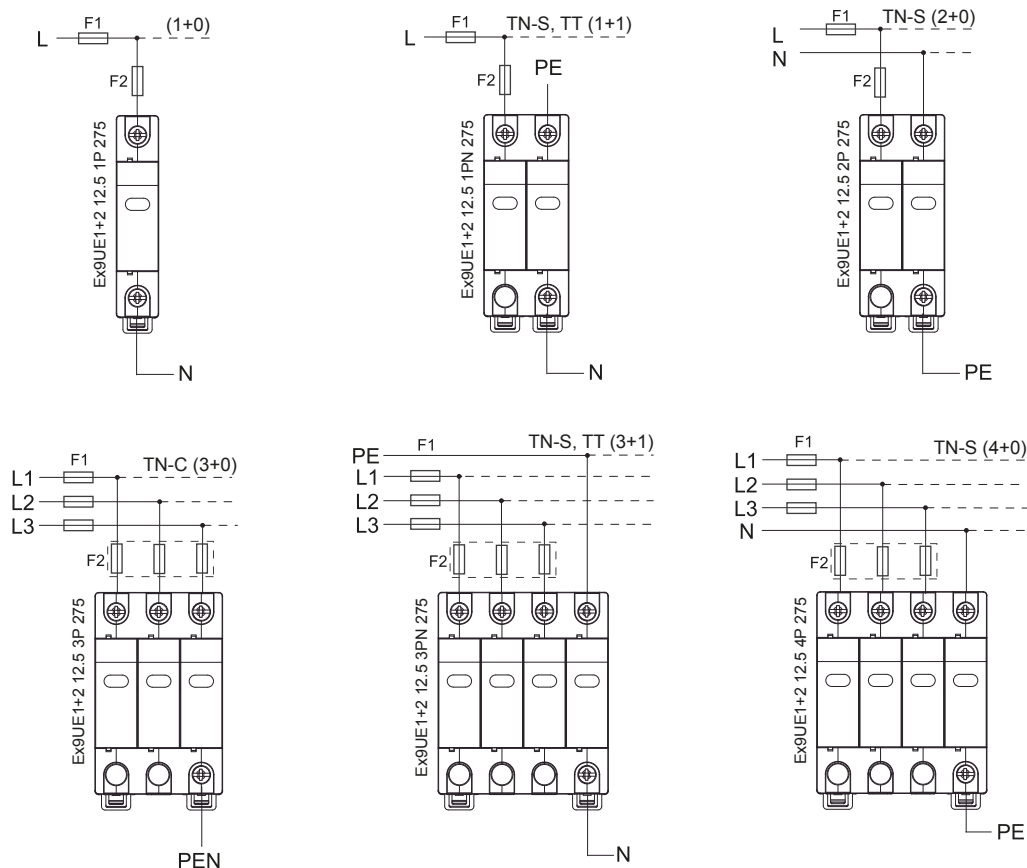 F1
(1+0)
L
F2
Ex9UE1+2 12.5 1P 275
N
F1
TN-S, TT (1+1)
L
PE
F2
Ex9UE1+2 12.5 1PN 275
N
F1
TN-S (2+0)
L
N
F2
Ex9UE1+2 12.5 2P 275
PE
F1
TN-C (3+0)
L1
L2
L3
F2
Ex9UE1+2 12.5 3P 275
PEN
F1
TN-S, TT (3+1)
PE
L1
L2
L3
F2
Ex9UE1+2 12.5 3PN 275
N
F1
TN-S (4+0)
L1
L2
L3
N
F2
Ex9UE1+2 12.5 4P 275
PE